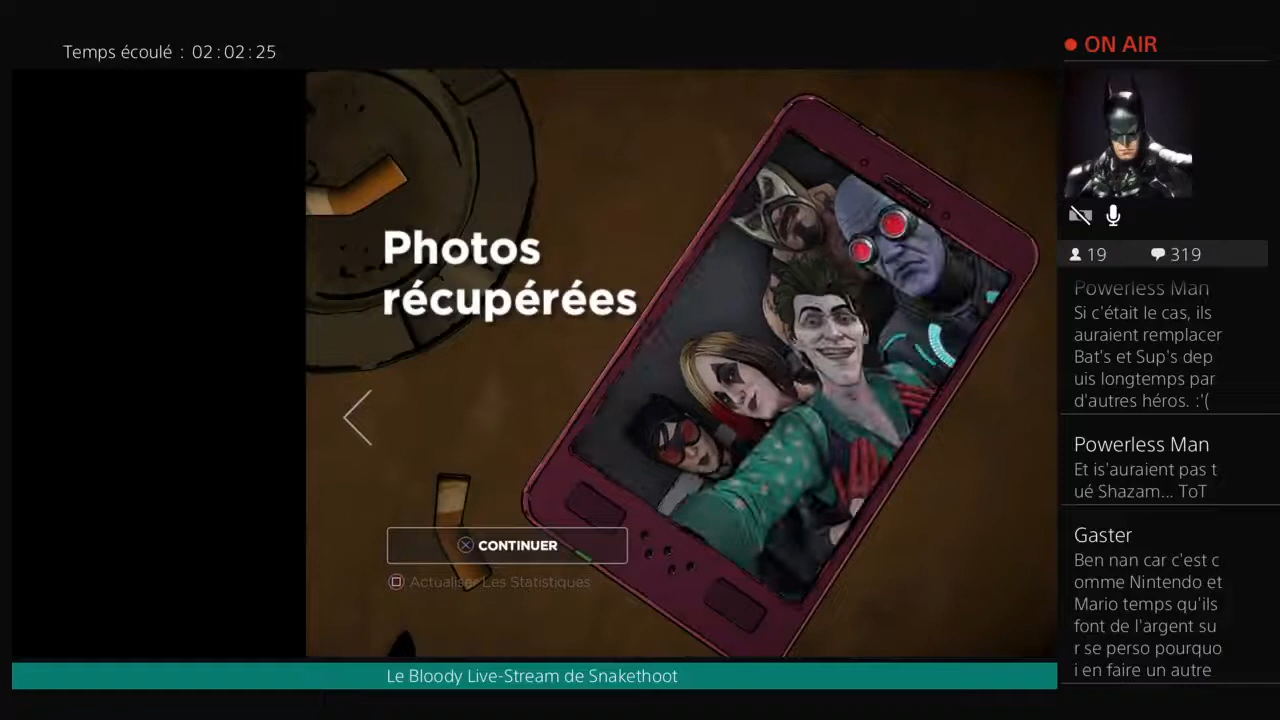 Temps écoulé : 02:02:25
ON AIR
Photos
récupérées
CONTINUER
Actualiser Les Statistiques
Le Bloody Live-Stream de Snakethoot
19 319
Powerless Man
Si c'était le cas, ils
auraient remplacer
Bat's et Sup's dep
uis longtemps par
d'autres héros. :'(
Powerless Man
Et is'auraient pas t
ué Shazam... ToT
Gaster
Ben nan car c'est c
omme Nintendo et
Mario temps qu'ils
font de l'argent su
r se perso pourquo
i en faire un autre